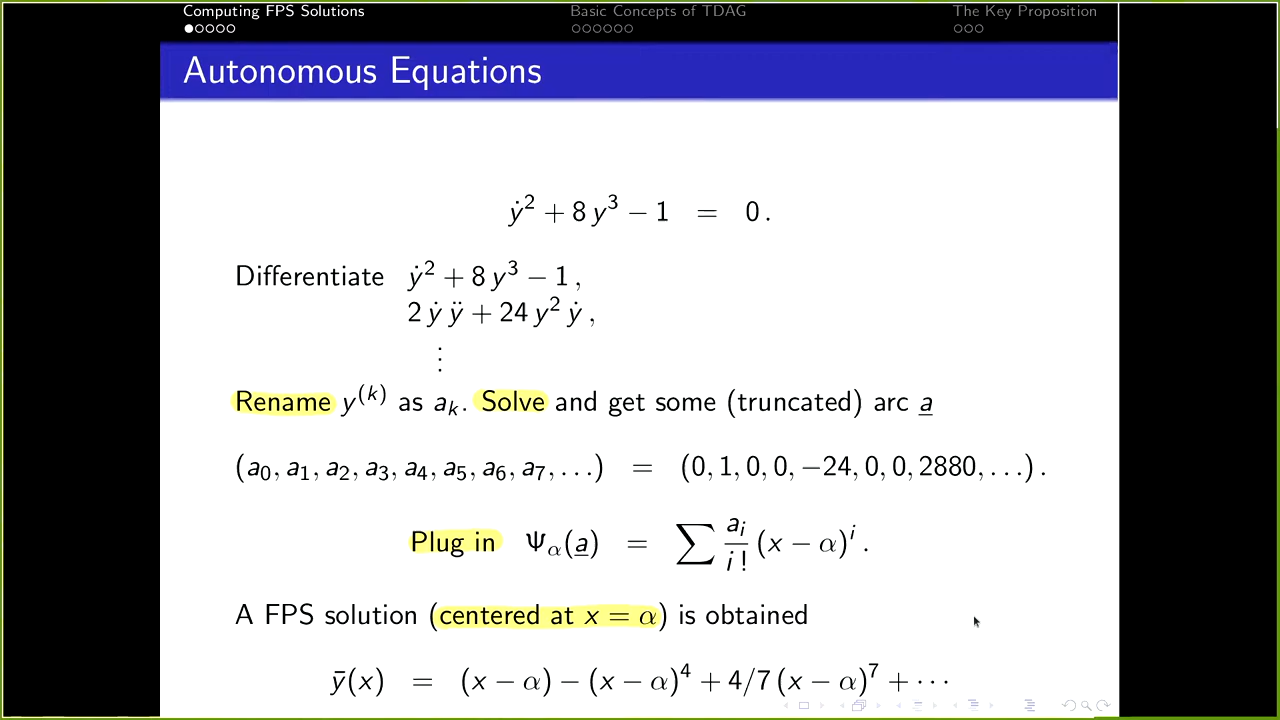 Computing FPS Solutions Basic Concepts of TDAG The Key Proposition
Autonomous Equations
ẏ² + 8 y³ − 1 = 0 .
Differentiate ẏ² + 8 y³ − 1 ,
2 ẏ ÿ + 24 y² ẏ ,
⋮
Rename y^(k) as a_k. Solve and get some (truncated) arc a
(a₀, a₁, a₂, a₃, a₄, a₅, a₆, a₇, . . .) = (0, 1, 0, 0, −24, 0, 0, 2880, . . .) .
Plug in Ψ_α(a) = ∑ a_i / i ! (x − α)^i .
A FPS solution (centered at x = α) is obtained
ȳ(x) = (x − α) − (x − α)⁴ + 4/7 (x − α)⁷ + · · ·